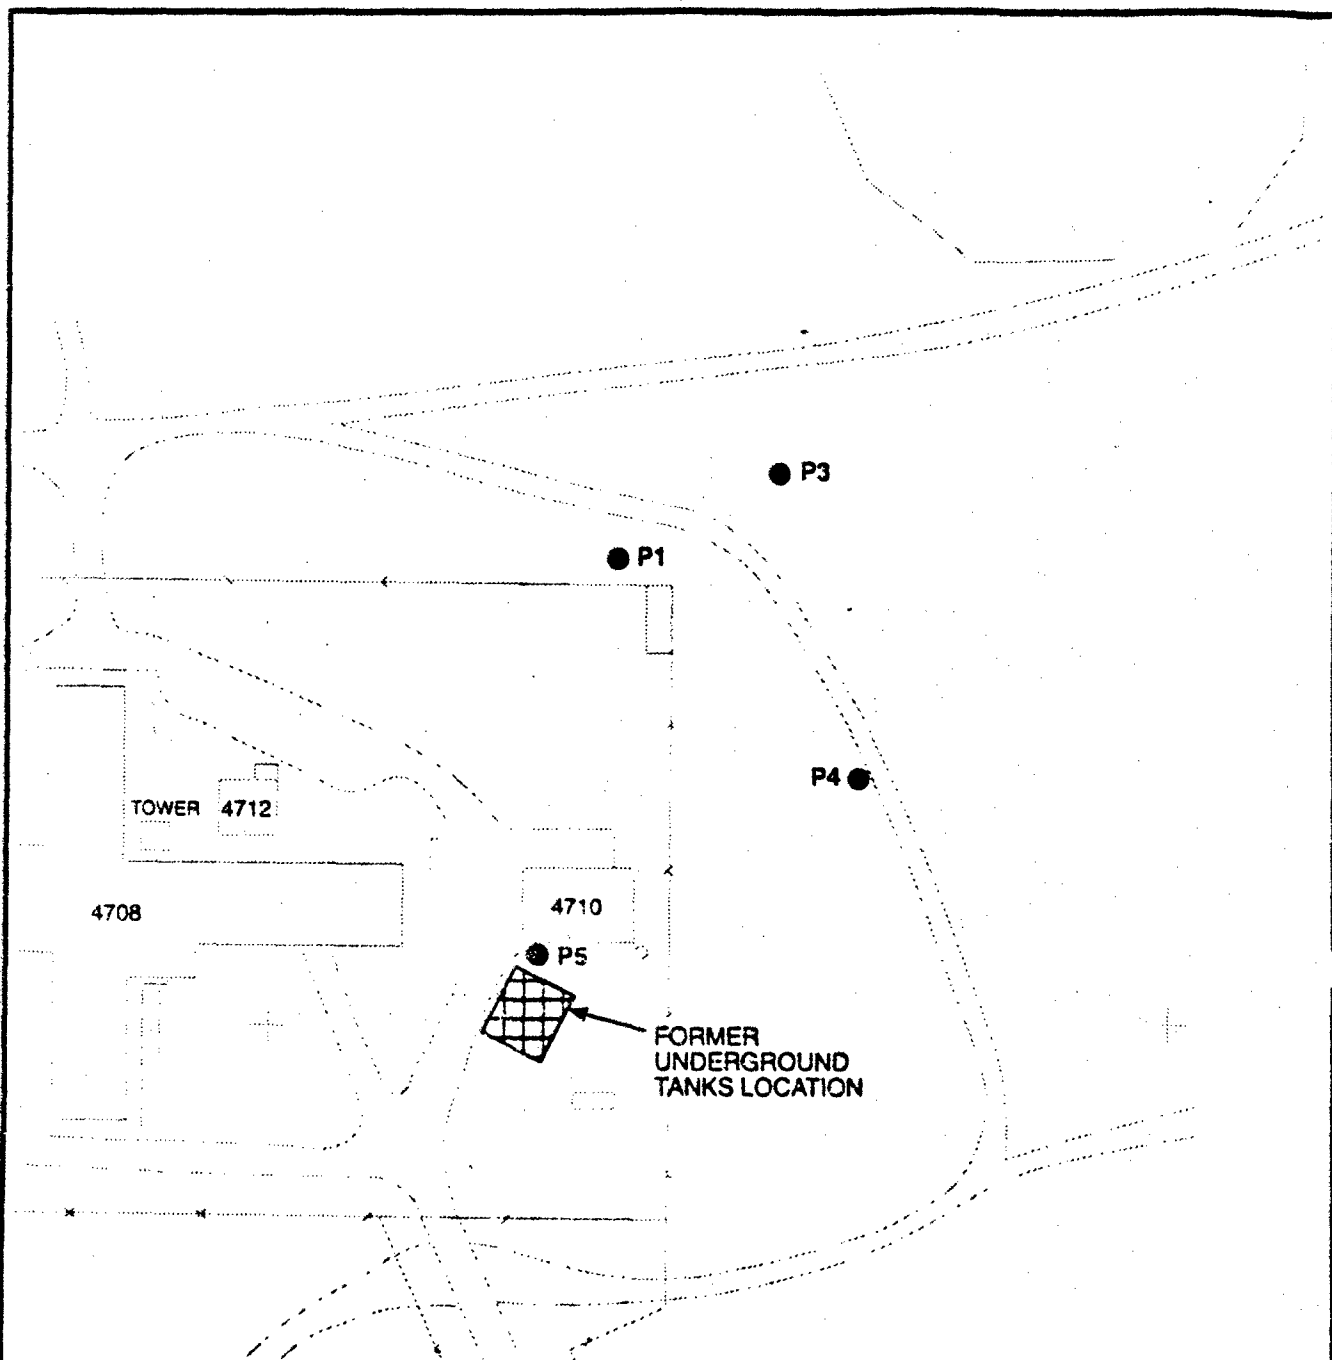 P3
P1
P4
TOWER 4712
4708
4710
P5
FORMER
UNDERGROUND
TANKS LOCATION